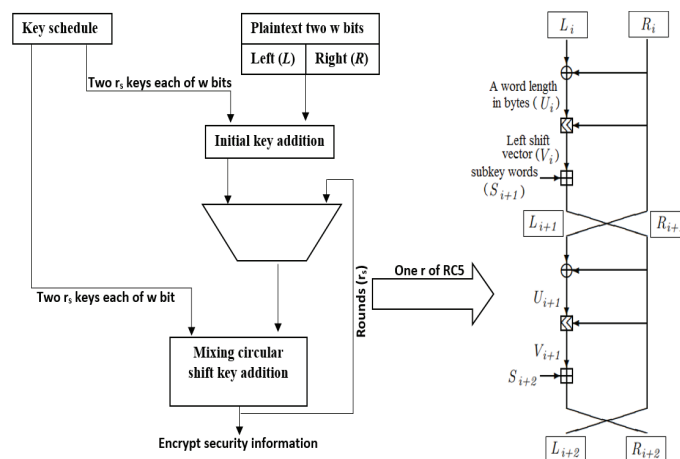 Key schedule
Plaintext two w bits
Left (L)
Right (R)
Two rs keys each of w bits
Initial key addition
Two rs keys each of w bit
Mixing circular
shift key addition
Rounds (rs)
Encrypt security information
One r of RC5
Li
Ri
A word length
in bytes (Ui)
Left shift
vector (Vi)
subkey words
(Si+1)
Li+1
Ri+1
Ui+1
Vi+1
Si+2
Li+2
Ri+2